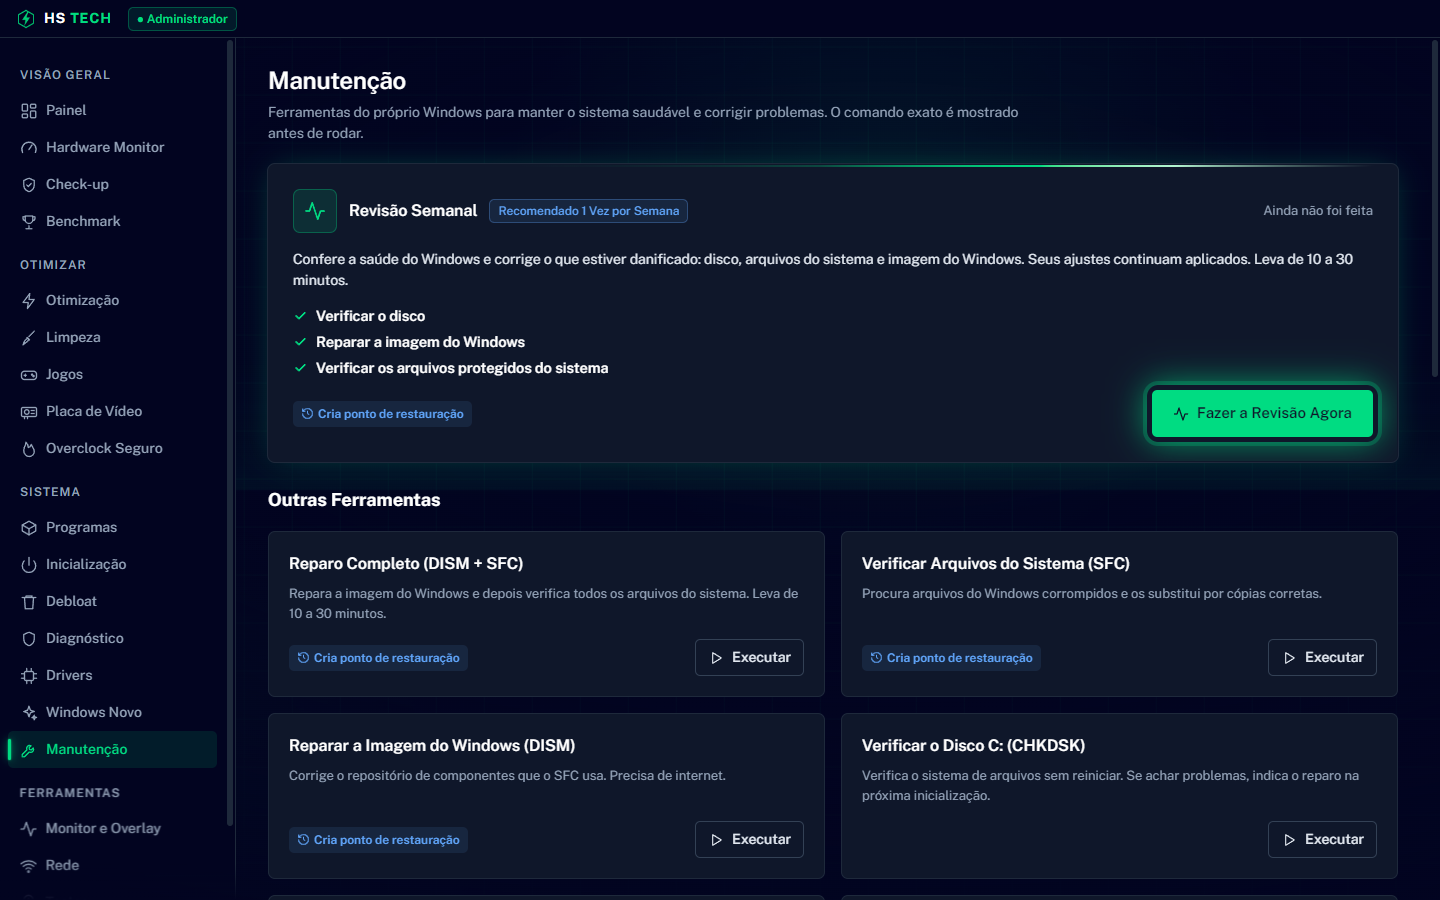 HS TECH
Administrador
VISÃO GERAL
Painel
Hardware Monitor
Check-up
Benchmark
OTIMIZAR
Otimização
Limpeza
Jogos
Placa de Vídeo
Overclock Seguro
SISTEMA
Programas
Inicialização
Debloat
Diagnóstico
Drivers
Windows Novo
Manutenção
FERRAMENTAS
Monitor e Overlay
Rede
Manutenção
Ferramentas do próprio Windows para manter o sistema saudável e corrigir problemas. O comando exato é mostrado
antes de rodar.
Revisão Semanal
Recomendado 1 Vez por Semana
Ainda não foi feita
Confere a saúde do Windows e corrige o que estiver danificado: disco, arquivos do sistema e imagem do Windows. Seus ajustes continuam aplicados. Leva de 10 a 30
minutos.
Verificar o disco
Reparar a imagem do Windows
Verificar os arquivos protegidos do sistema
Cria ponto de restauração
Fazer a Revisão Agora
Outras Ferramentas
Reparo Completo (DISM + SFC)
Repara a imagem do Windows e depois verifica todos os arquivos do sistema. Leva de
10 a 30 minutos.
Cria ponto de restauração
Executar
Verificar Arquivos do Sistema (SFC)
Procura arquivos do Windows corrompidos e os substitui por cópias corretas.
Cria ponto de restauração
Executar
Reparar a Imagem do Windows (DISM)
Corrige o repositório de componentes que o SFC usa. Precisa de internet.
Cria ponto de restauração
Executar
Verificar o Disco C: (CHKDSK)
Verifica o sistema de arquivos sem reiniciar. Se achar problemas, indica o reparo na
próxima inicialização.
Executar